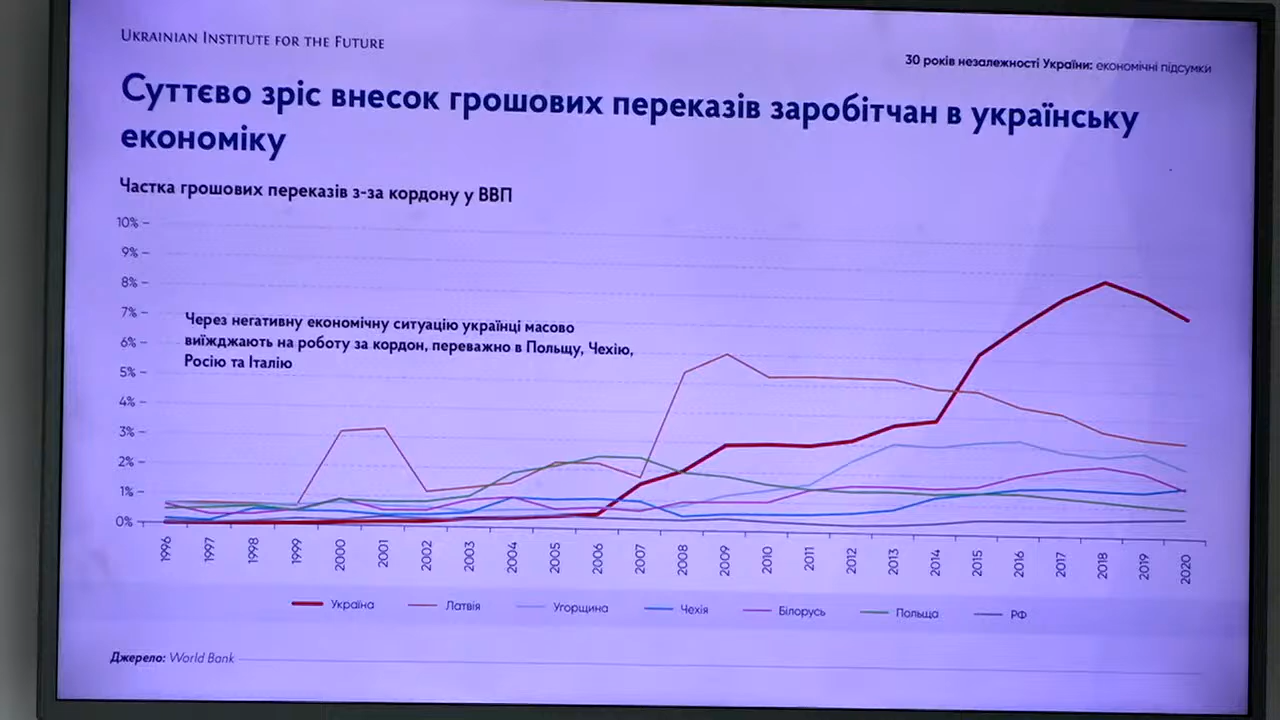 Ukrainian Institute for the Future
30 років незалежності України: економічні підсумки
Суттєво зріс внесок грошових переказів заробітчан в українську
економіку
Частка грошових переказів з-за кордону у ВВП
10%
9%
8%
7%
6%
5%
4%
3%
2%
1%
0%
Через негативну економічну ситуацію українці масово
виїжджають на роботу за кордон, переважно в Польщу, Чехію,
Росію та Італію
1996 1997 1998 1999 2000 2001 2002 2003 2004 2005 2006 2007 2008 2009 2010 2011 2012 2013 2014 2015 2016 2017 2018 2019 2020
Україна Латвія Угорщина Чехія Білорусь Польща РФ
Джерело: World Bank